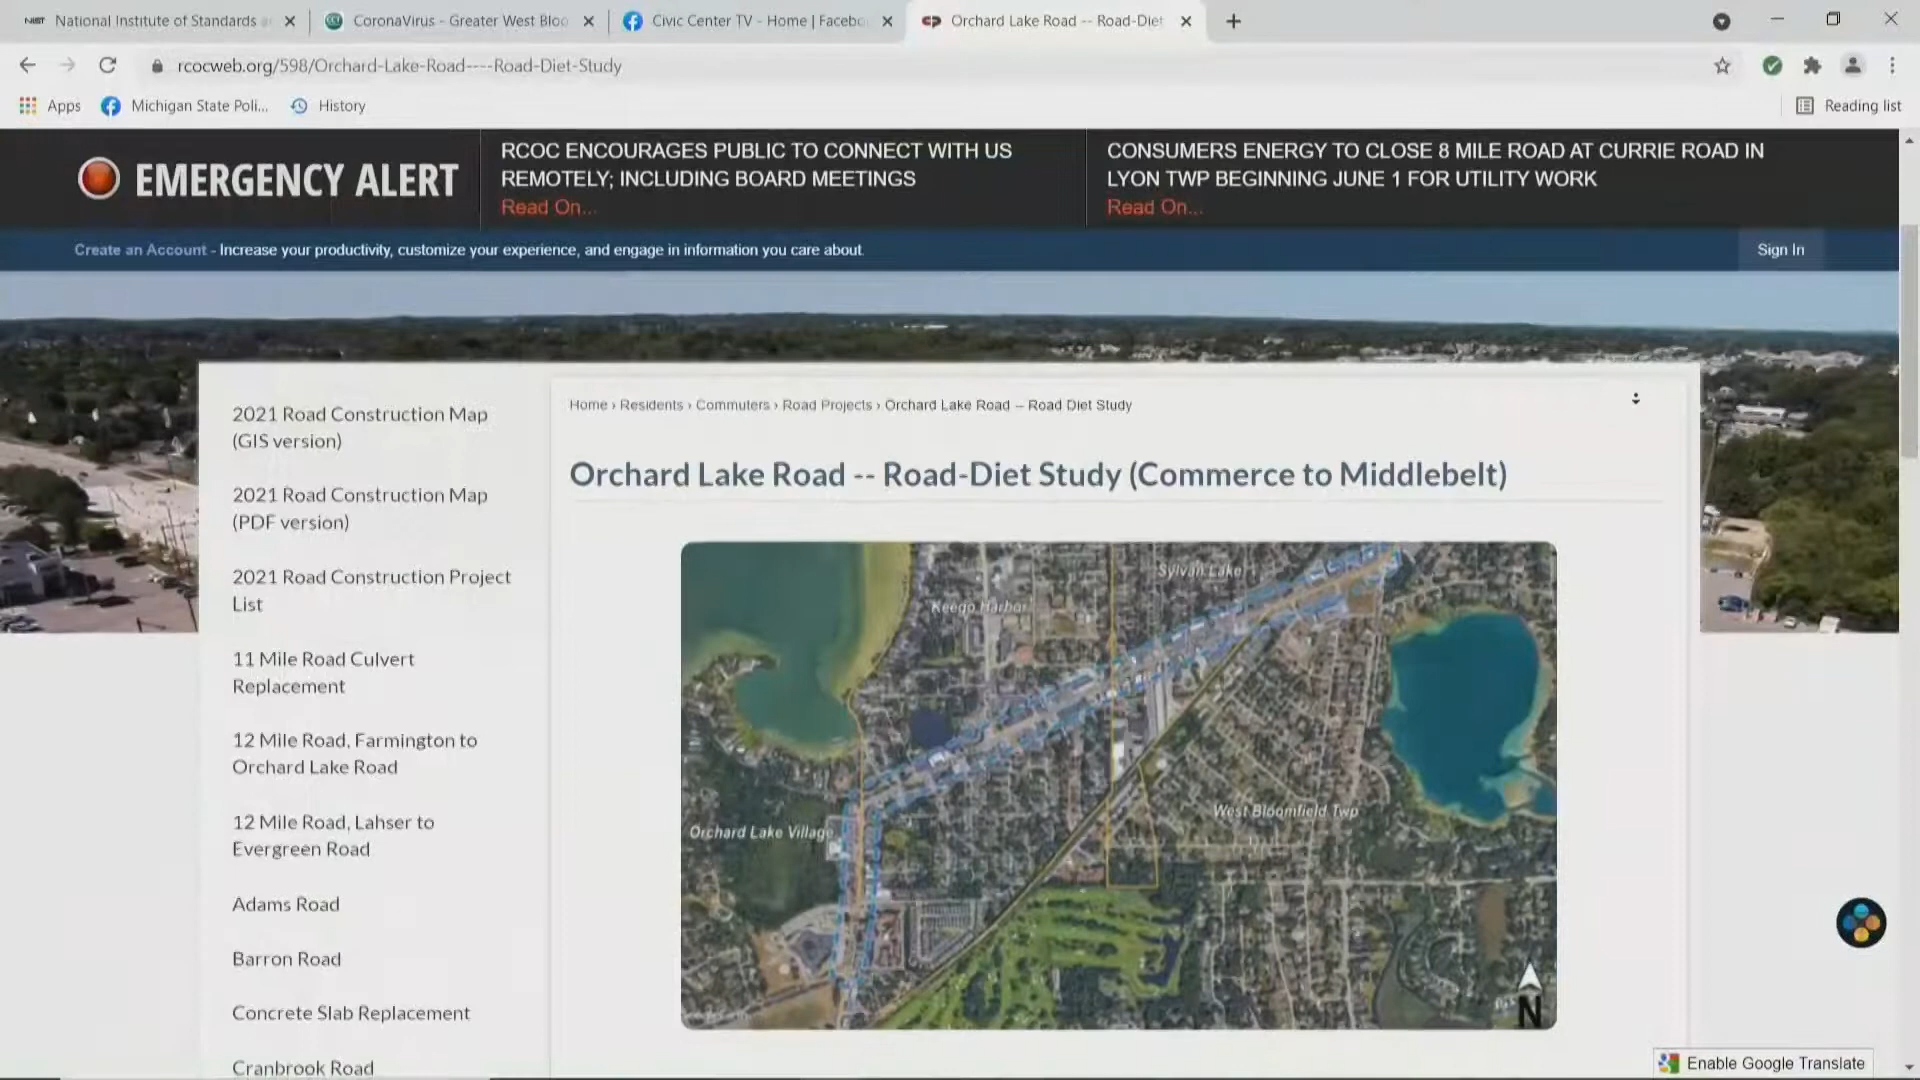 NIST National Institute of Standards a
CoronaVirus - Greater West Bloo
Civic Center TV - Home | Facebo
Orchard Lake Road -- Road-Diet
rcocweb.org/598/Orchard-Lake-Road----Road-Diet-Study
Apps
Michigan State Poli...
History
Reading list
EMERGENCY ALERT
RCOC ENCOURAGES PUBLIC TO CONNECT WITH US
REMOTELY; INCLUDING BOARD MEETINGS
Read On...
CONSUMERS ENERGY TO CLOSE 8 MILE ROAD AT CURRIE ROAD IN
LYON TWP BEGINNING JUNE 1 FOR UTILITY WORK
Read On...
Create an Account - Increase your productivity, customize your experience, and engage in information you care about.
Sign In
2021 Road Construction Map
(GIS version)
2021 Road Construction Map
(PDF version)
2021 Road Construction Project
List
11 Mile Road Culvert
Replacement
12 Mile Road, Farmington to
Orchard Lake Road
12 Mile Road, Lahser to
Evergreen Road
Adams Road
Barron Road
Concrete Slab Replacement
Cranbrook Road
Home › Residents › Commuters › Road Projects › Orchard Lake Road -- Road Diet Study
Orchard Lake Road -- Road-Diet Study (Commerce to Middlebelt)
Sylvan Lake
Keego Harbor
Orchard Lake Village
West Bloomfield Twp
N
Enable Google Translate